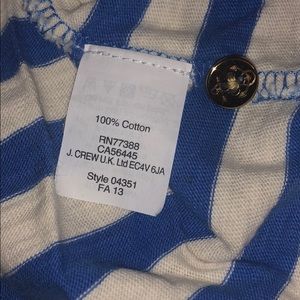 100% Cotton
RN77388
CA56445
J. CREW U.K. Ltd EC4V 6JA
Style 04351
FA 13